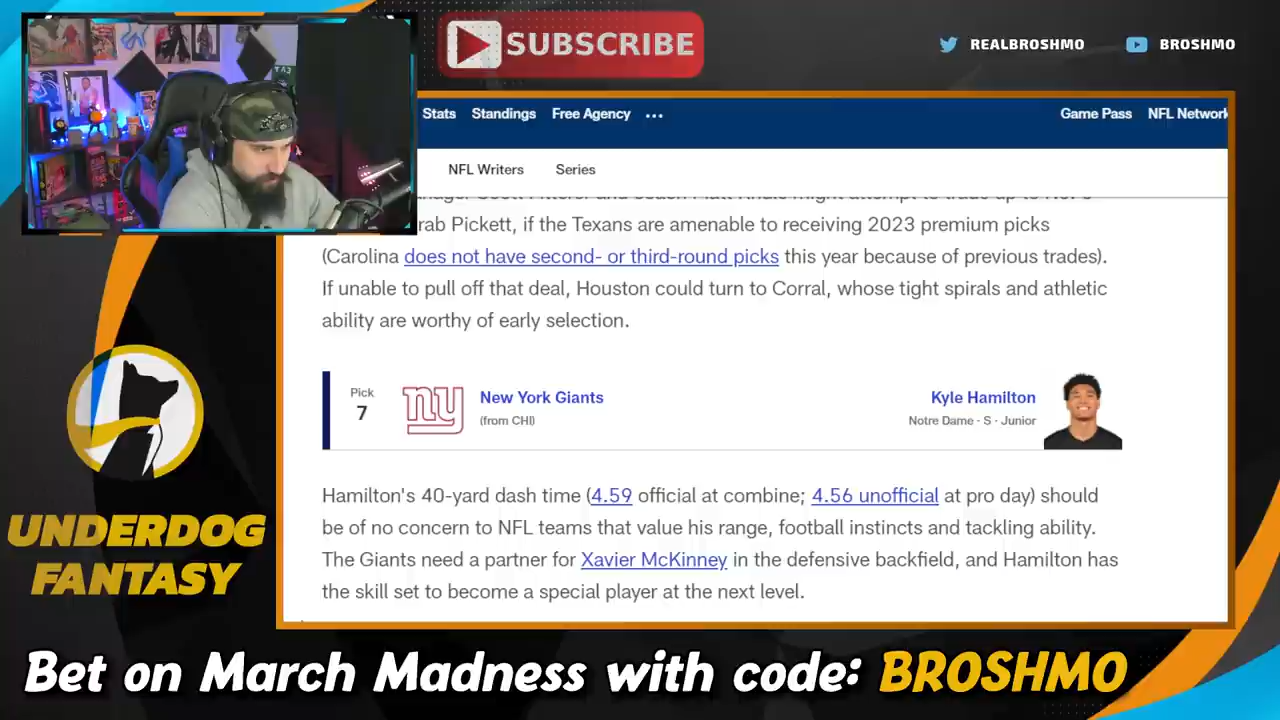 SUBSCRIBE
REALBROSHMO
BROSHMO
Stats Standings Free Agency ...
Game Pass NFL Network
NFL Writers Series
rab Pickett, if the Texans are amenable to receiving 2023 premium picks
(Carolina does not have second- or third-round picks this year because of previous trades).
If unable to pull off that deal, Houston could turn to Corral, whose tight spirals and athletic
ability are worthy of early selection.
Pick
7
ny
New York Giants
(from CHI)
Kyle Hamilton
Notre Dame · S · Junior
Hamilton's 40-yard dash time (4.59 official at combine; 4.56 unofficial at pro day) should
be of no concern to NFL teams that value his range, football instincts and tackling ability.
The Giants need a partner for Xavier McKinney in the defensive backfield, and Hamilton has
the skill set to become a special player at the next level.
UNDERDOG
FANTASY
Bet on March Madness with code: BROSHMO